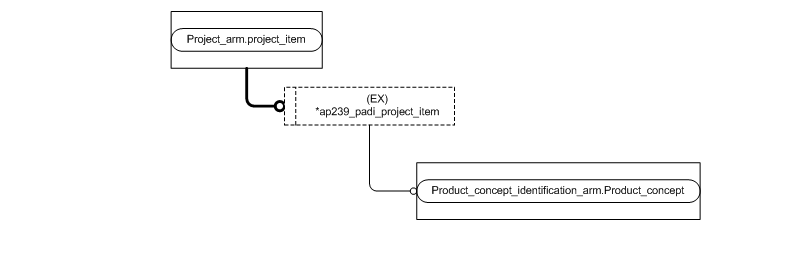 Project_arm.project_item
(EX)
*ap239_padi_project_item
Product_concept_identification_arm.Product_concept